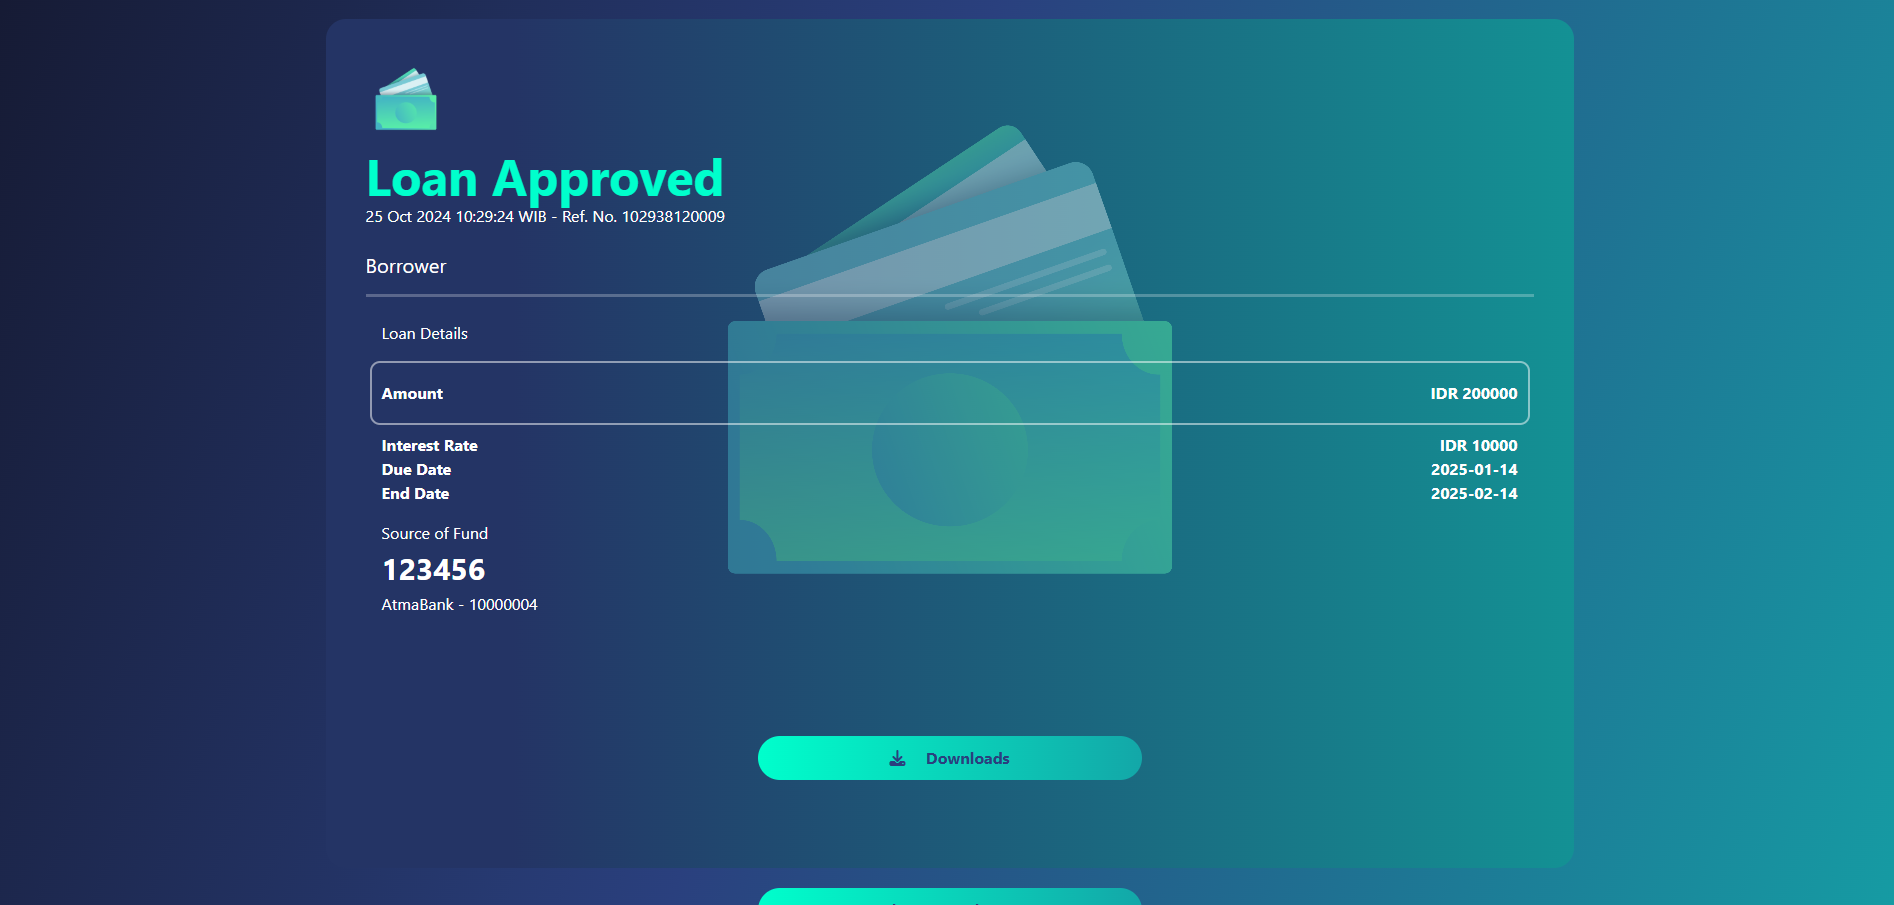 Loan Approved
25 Oct 2024 10:29:24 WIB - Ref. No. 102938120009
Borrower
Loan Details
Amount IDR 200000
Interest Rate IDR 10000
Due Date 2025-01-14
End Date 2025-02-14
Source of Fund
123456
AtmaBank - 10000004
Downloads